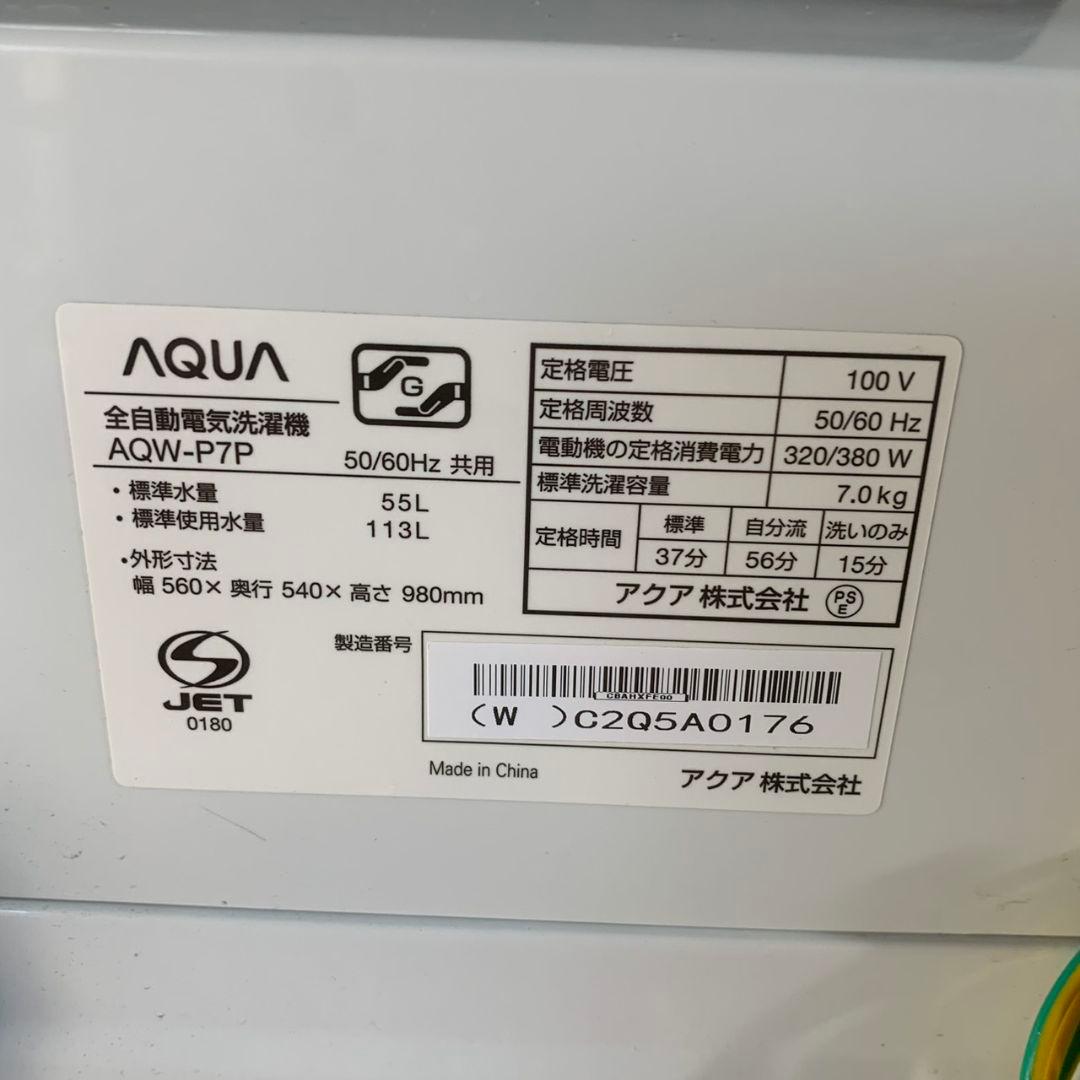 AQUA
G
全自動電気洗濯機
AQW-P7P
50/60Hz 共用
・標準水量 55L
・標準使用水量 113L
・外形寸法
幅 560× 奥行 540× 高さ 980mm
JET
0180
定格電圧 100 V
定格周波数 50/60 Hz
電動機の定格消費電力 320/380 W
標準洗濯容量 7.0kg
定格時間 標準 自分流 洗いのみ
37分 56分 15分
アクア 株式会社 PS E
製造番号
CBAHXFE00
(W )C2Q5A0176
Made in China
アクア 株式会社